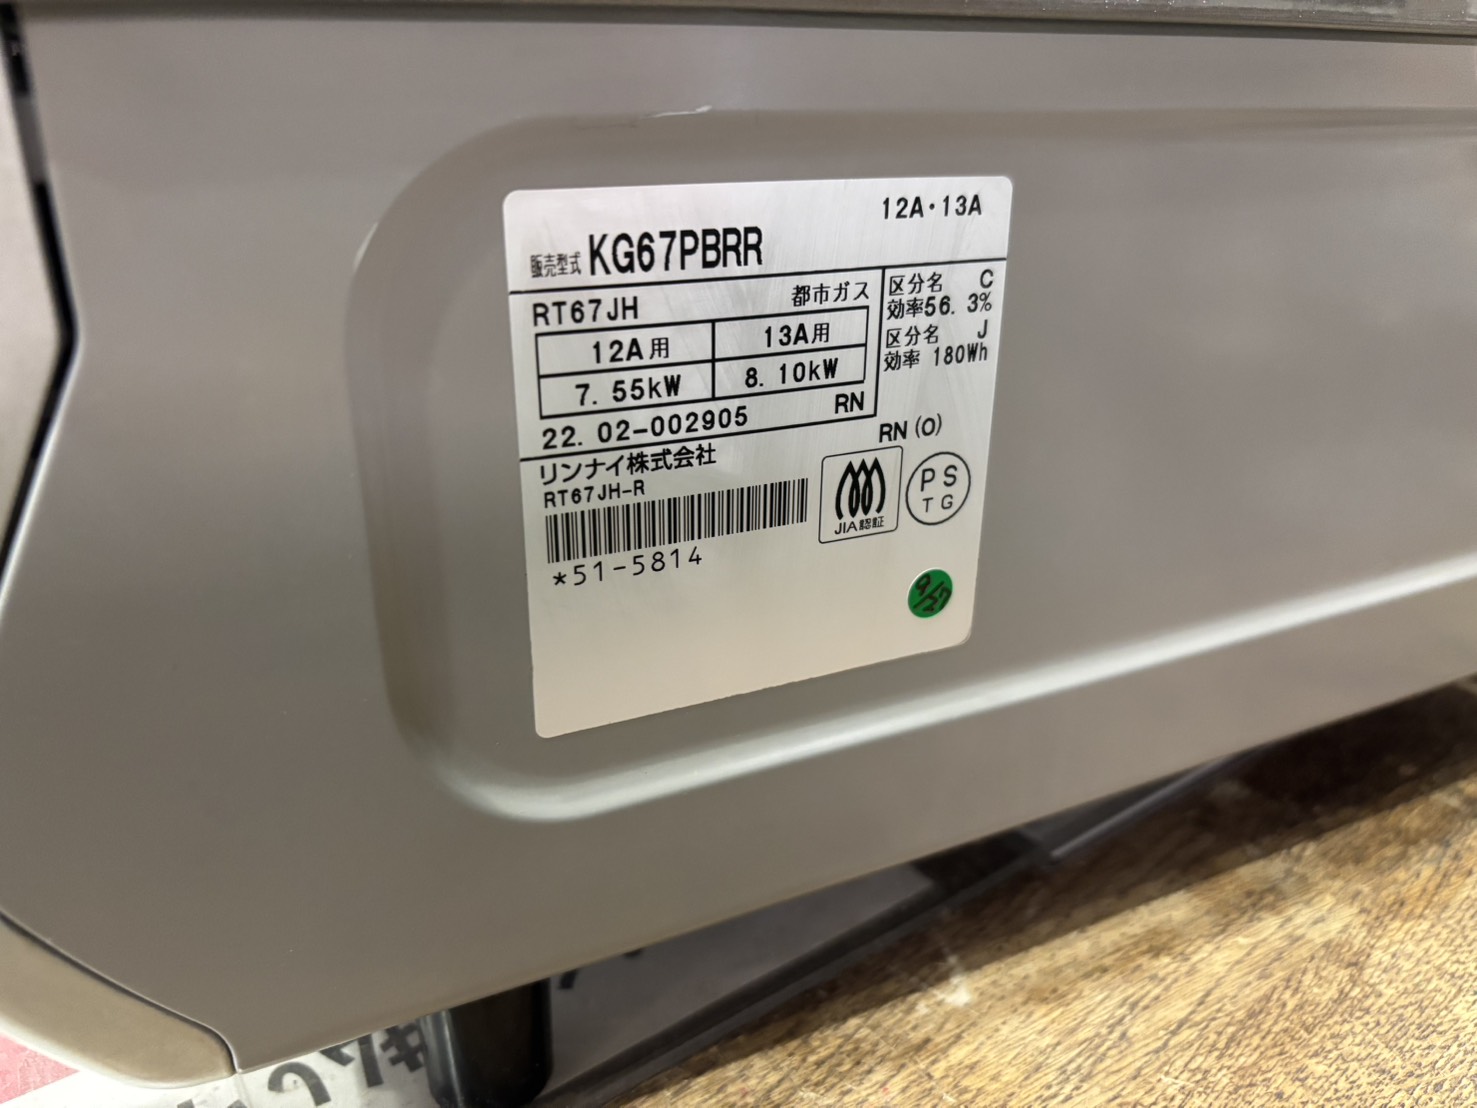 12A・13A
販売型式 KG67PBRR
RT67JH 都市ガス
12A用 13A用
7.55kW 8.10kW
22.02-002905 RN
区分名 C
効率56.3%
区分名 J
効率 180Wh
RN(O)
リンナイ株式会社
RT67JH-R
*51-5814
JIA認証
PS
TG
9/27